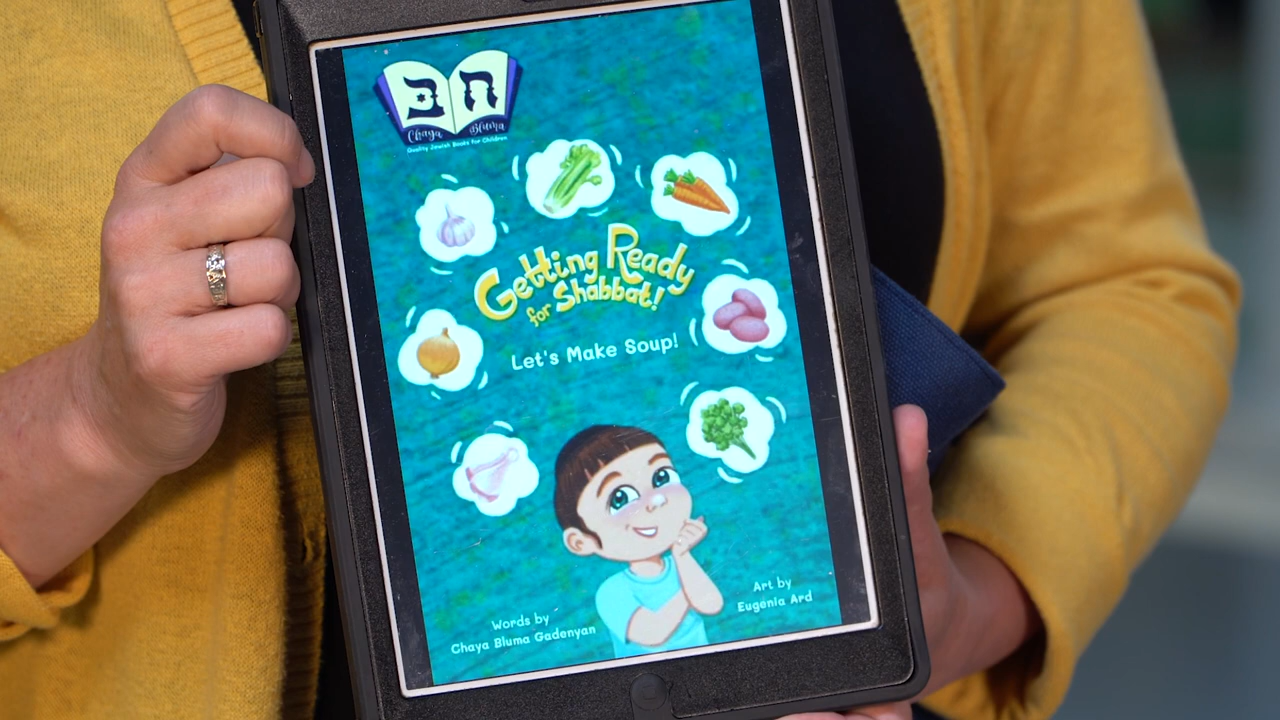 ח בּ
Chaya Bluma
Quality Jewish Books for Children
Getting Ready
for Shabbat!
Let's Make Soup!
Words by
Chaya Bluma Gadenyan
Art by
Eugenia Ard